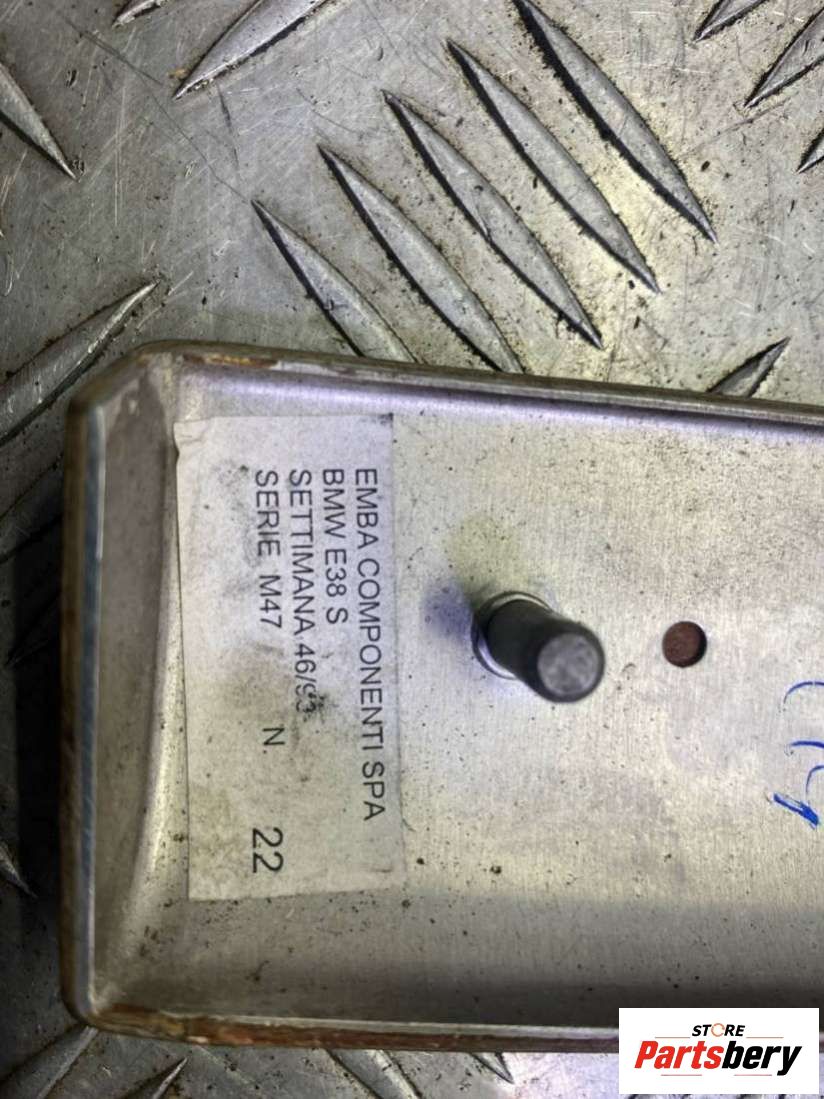 EMBA COMPONENTI SPA
BMW E38 S
SETTIMANA 46/93
SERIE M47 N. 22
STORE
Partsbery